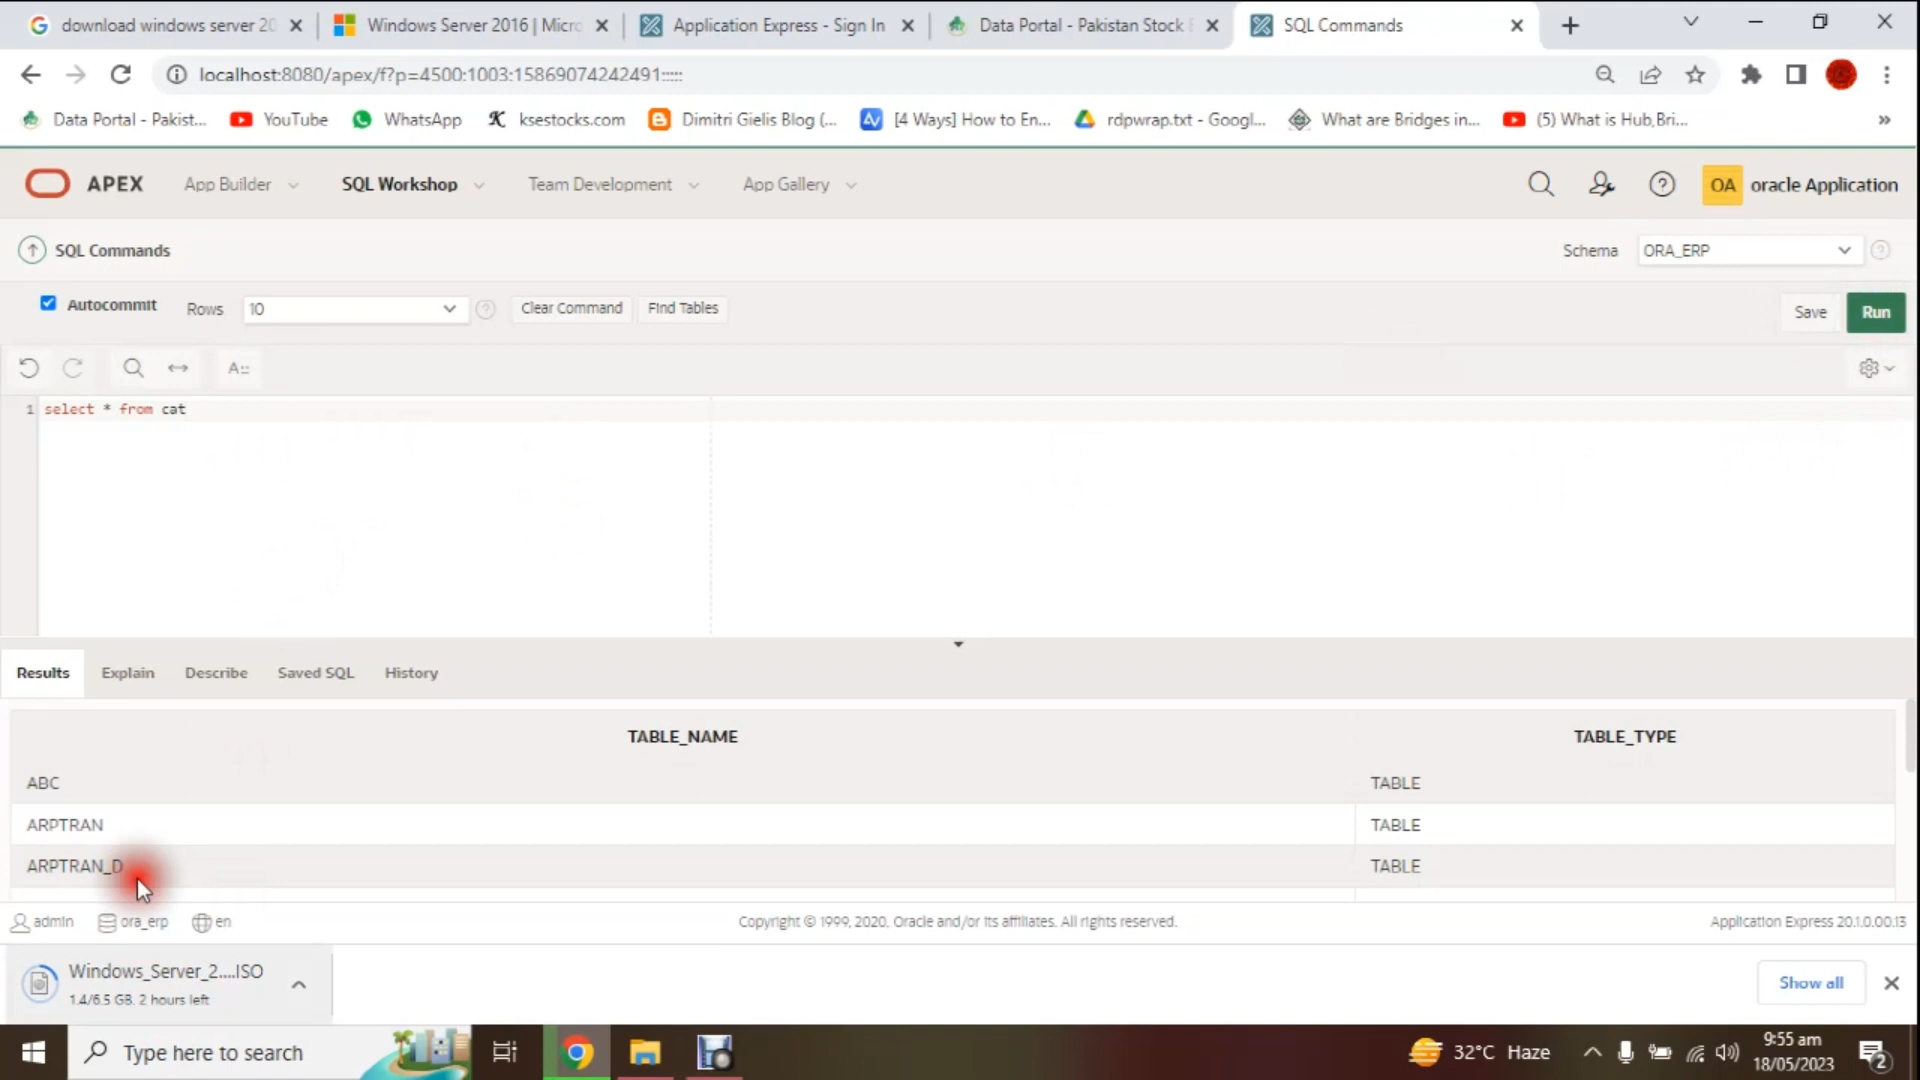 download windows server 20
Windows Server 2016 | Micro
Application Express - Sign In
Data Portal - Pakistan Stock E
SQL Commands
localhost:8080/apex/f?p=4500:1003:15869074242491:::::
Data Portal - Pakist...
YouTube
WhatsApp
ksestocks.com
Dimitri Gielis Blog (...
[4 Ways] How to En...
rdpwrap.txt - Googl...
What are Bridges in...
(5) What is Hub,Bri...
»
APEX
App Builder
SQL Workshop
Team Development
App Gallery
OA
oracle Application
SQL Commands
Schema
ORA_ERP
Autocommit
Rows
10
Clear Command
Find Tables
Save
Run
A::
1 select * from cat
Results
Explain
Describe
Saved SQL
History
TABLE_NAME
TABLE_TYPE
ABC
TABLE
ARPTRAN
TABLE
ARPTRAN_D
TABLE
admin
ora_erp
en
Copyright © 1999, 2020, Oracle and/or its affiliates. All rights reserved.
Application Express 20.1.0.00.13
Windows_Server_2....ISO
1.4/6.5 GB, 2 hours left
Show all
Type here to search
32°C Haze
9:55 am
18/05/2023
2